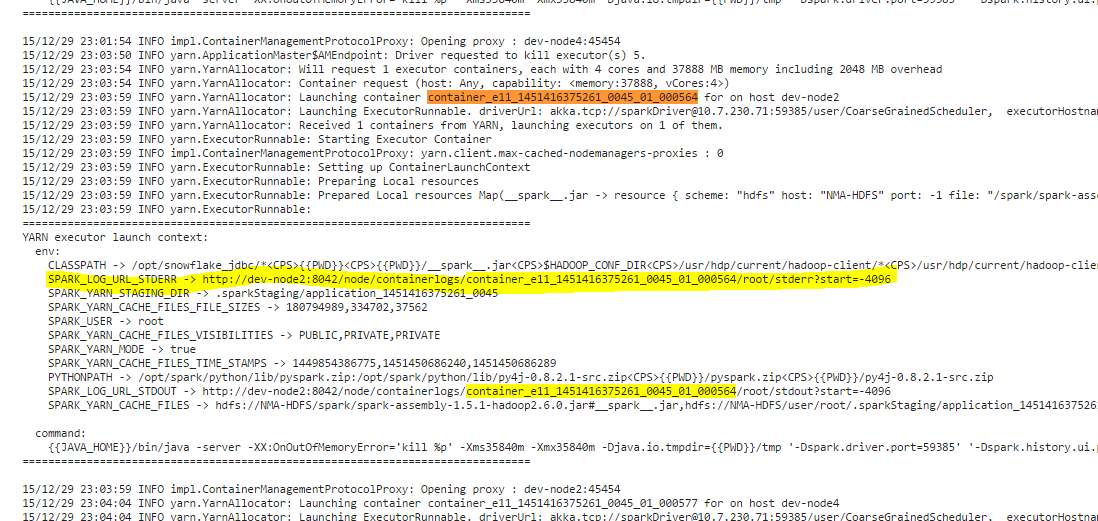 {{JAVA_HOME}}/bin/java -server -XX:OnOutOfMemoryError='kill %p' -Xms35840m -Xmx35840m -Djava.io.tmpdir={{PWD}}/tmp '-Dspark.driver.port=59385' '-Dspark.history.ui.p
================================================================================
15/12/29 23:01:54 INFO impl.ContainerManagementProtocolProxy: Opening proxy : dev-node4:45454
15/12/29 23:03:50 INFO yarn.ApplicationMaster$AMEndpoint: Driver requested to kill executor(s) 5.
15/12/29 23:03:54 INFO yarn.YarnAllocator: Will request 1 executor containers, each with 4 cores and 37888 MB memory including 2048 MB overhead
15/12/29 23:03:54 INFO yarn.YarnAllocator: Container request (host: Any, capability: <memory:37888, vCores:4>)
15/12/29 23:03:59 INFO yarn.YarnAllocator: Launching container container_e11_1451416375261_0045_01_000564 for on host dev-node2
15/12/29 23:03:59 INFO yarn.YarnAllocator: Launching ExecutorRunnable. driverUrl: akka.tcp://sparkDriver@10.7.230.71:59385/user/CoarseGrainedScheduler,  executorHostna
15/12/29 23:03:59 INFO yarn.YarnAllocator: Received 1 containers from YARN, launching executors on 1 of them.
15/12/29 23:03:59 INFO yarn.ExecutorRunnable: Starting Executor Container
15/12/29 23:03:59 INFO impl.ContainerManagementProtocolProxy: yarn.client.max-cached-nodemanagers-proxies : 0
15/12/29 23:03:59 INFO yarn.ExecutorRunnable: Setting up ContainerLaunchContext
15/12/29 23:03:59 INFO yarn.ExecutorRunnable: Preparing Local resources
15/12/29 23:03:59 INFO yarn.ExecutorRunnable: Prepared Local resources Map(__spark__.jar -> resource { scheme: "hdfs" host: "NMA-HDFS" port: -1 file: "/spark/spark-asse
15/12/29 23:03:59 INFO yarn.ExecutorRunnable:
================================================================================
YARN executor launch context:
env:
CLASSPATH -> /opt/snowflake_jdbc/*<CPS>{{PWD}}<CPS>{{PWD}}/__spark__.jar<CPS>$HADOOP_CONF_DIR<CPS>/usr/hdp/current/hadoop-client/*<CPS>/usr/hdp/current/hadoop-clien
SPARK_LOG_URL_STDERR -> http://dev-node2:8042/node/containerlogs/container_e11_1451416375261_0045_01_000564/root/stderr?start=-4096
SPARK_YARN_STAGING_DIR -> .sparkStaging/application_1451416375261_0045
SPARK_YARN_CACHE_FILES_FILE_SIZES -> 180794989,334702,37562
SPARK_USER -> root
SPARK_YARN_CACHE_FILES_VISIBILITIES -> PUBLIC,PRIVATE,PRIVATE
SPARK_YARN_MODE -> true
SPARK_YARN_CACHE_FILES_TIME_STAMPS -> 1449854386775,1451450686240,1451450686289
PYTHONPATH -> /opt/spark/python/lib/pyspark.zip:/opt/spark/python/lib/py4j-0.8.2.1-src.zip<CPS>{{PWD}}/pyspark.zip<CPS>{{PWD}}/py4j-0.8.2.1-src.zip
SPARK_LOG_URL_STDOUT -> http://dev-node2:8042/node/containerlogs/container_e11_1451416375261_0045_01_000564/root/stdout?start=-4096
SPARK_YARN_CACHE_FILES -> hdfs://NMA-HDFS/spark/spark-assembly-1.5.1-hadoop2.6.0.jar#__spark__.jar,hdfs://NMA-HDFS/user/root/.sparkStaging/application_1451416375261
command:
{{JAVA_HOME}}/bin/java -server -XX:OnOutOfMemoryError='kill %p' -Xms35840m -Xmx35840m -Djava.io.tmpdir={{PWD}}/tmp '-Dspark.driver.port=59385' '-Dspark.history.ui.p
================================================================================
15/12/29 23:03:59 INFO impl.ContainerManagementProtocolProxy: Opening proxy : dev-node2:45454
15/12/29 23:04:04 INFO yarn.YarnAllocator: Launching container container_e11_1451416375261_0045_01_000577 for on host dev-node4
15/12/29 23:04:04 INFO yarn.YarnAllocator: Launching ExecutorRunnable. driverUrl: akka.tcp://sparkDriver@10.7.230.71:59385/user/CoarseGrainedScheduler,  executorHostna